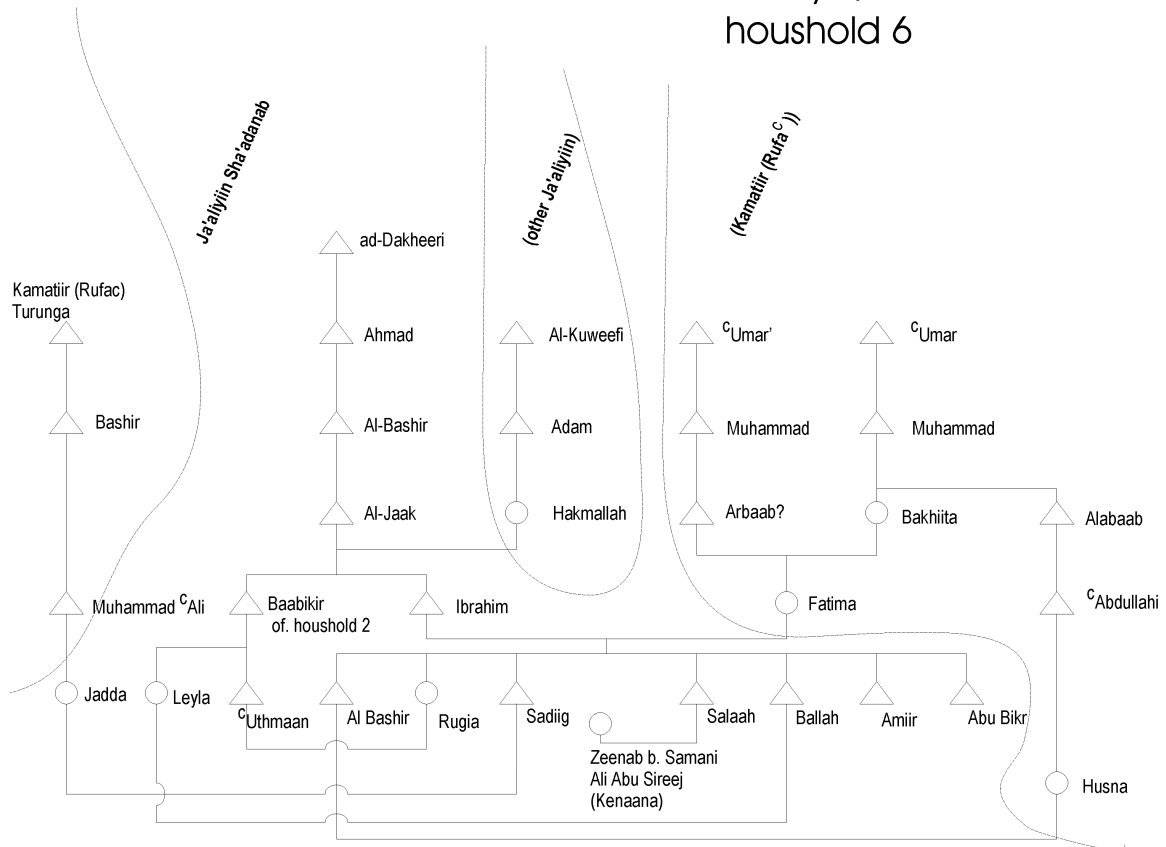 houshold 6
Ja'aliyiin Sha'adanab
(other Ja'aliyiin)
(Kamatiir (Rufa c ))
ad-Dakheeri
Kamatiir (Rufac)
Turunga
Ahmad
Al-Kuweefi
cUmar'
cUmar
Bashir
Al-Bashir
Adam
Muhammad
Muhammad
Al-Jaak
Hakmallah
Arbaab?
Bakhiita
Alabaab
Muhammad cAli
Baabikir
of. houshold 2
Ibrahim
Fatima
cAbdullahi
Jadda
Leyla
cUthmaan
Al Bashir
Rugia
Sadiig
Salaah
Ballah
Amiir
Abu Bikr
Zeenab b. Samani
Ali Abu Sireej
(Kenaana)
Husna